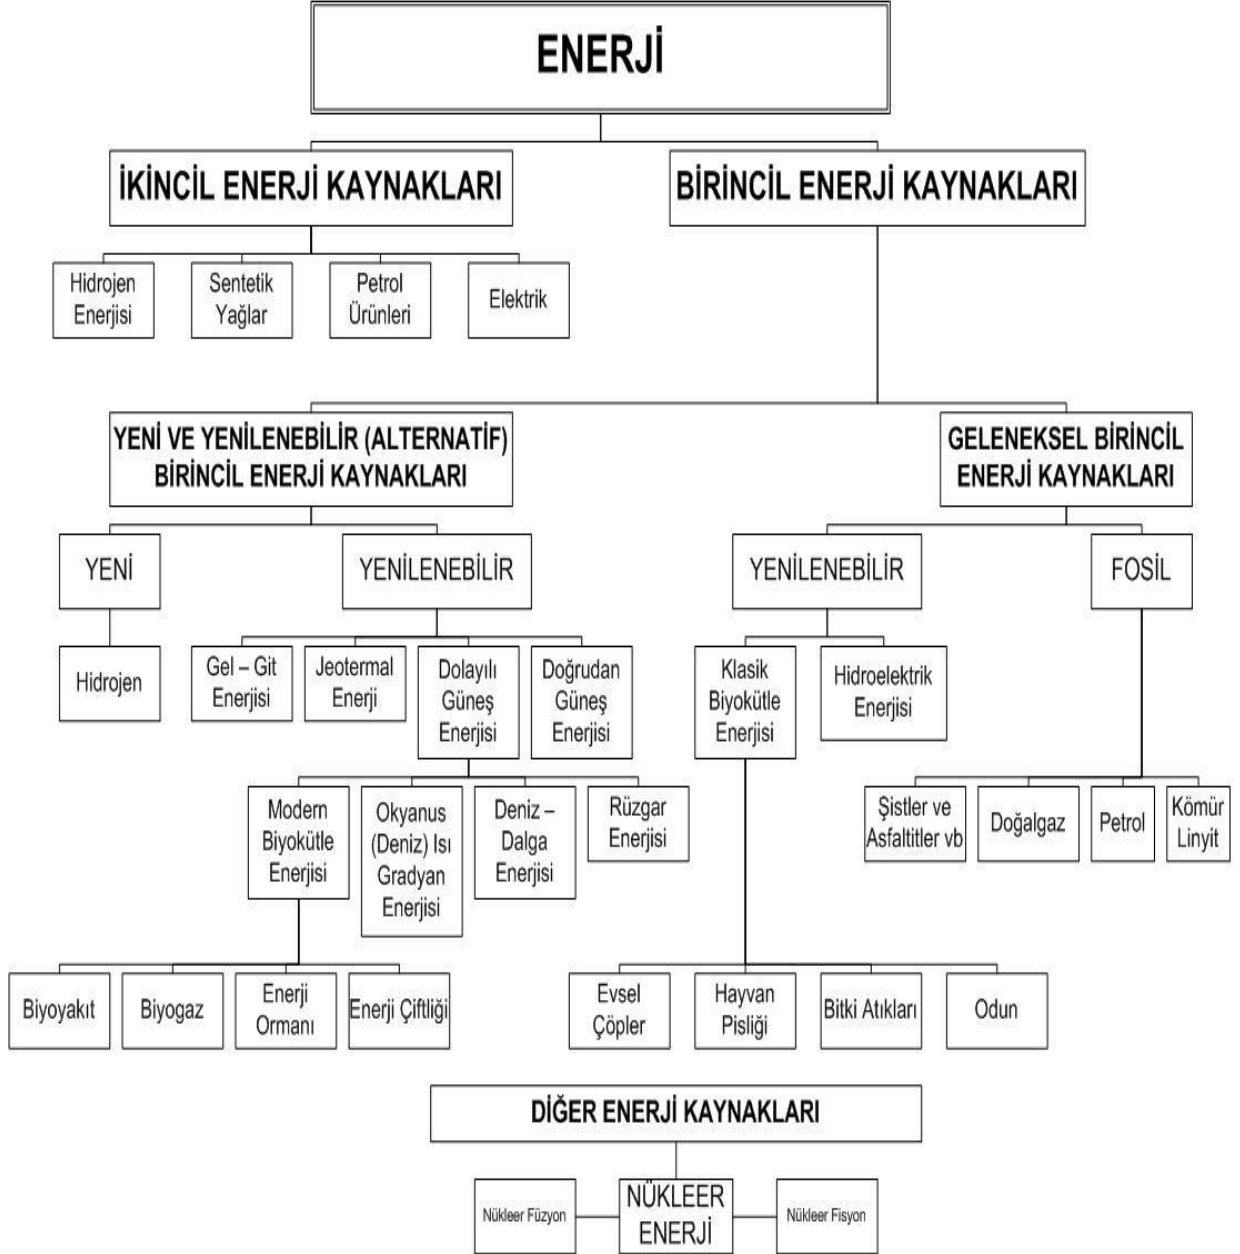 ENERJİ
İKİNCİL ENERJİ KAYNAKLARI
BİRİNCİL ENERJİ KAYNAKLARI
Hidrojen
Enerjisi
Sentetik
Yağlar
Petrol
Ürünleri
Elektrik
YENİ VE YENİLENEBİLİR (ALTERNATİF)
BİRİNCİL ENERJİ KAYNAKLARI
GELENEKSEL BİRİNCİL
ENERJİ KAYNAKLARI
YENİ
YENİLENEBİLİR
YENİLENEBİLİR
FOSİL
Hidrojen
Gel – Git
Enerjisi
Jeotermal
Enerji
Dolayılı
Güneş
Enerjisi
Doğrudan
Güneş
Enerjisi
Klasik
Biyokütle
Enerjisi
Hidroelektrik
Enerjisi
Modern
Biyokütle
Enerjisi
Okyanus
(Deniz) Isı
Gradyan
Enerjisi
Deniz –
Dalga
Enerjisi
Rüzgar
Enerjisi
Şistler ve
Asfaltitler vb
Doğalgaz
Petrol
Kömür
Linyit
Biyoyakıt
Biyogaz
Enerji
Ormanı
Enerji Çiftliği
Evsel
Çöpler
Hayvan
Pisliği
Bitki Atıkları
Odun
DİĞER ENERJİ KAYNAKLARI
Nükleer Füzyon
NÜKLEER
ENERJİ
Nükleer Fisyon